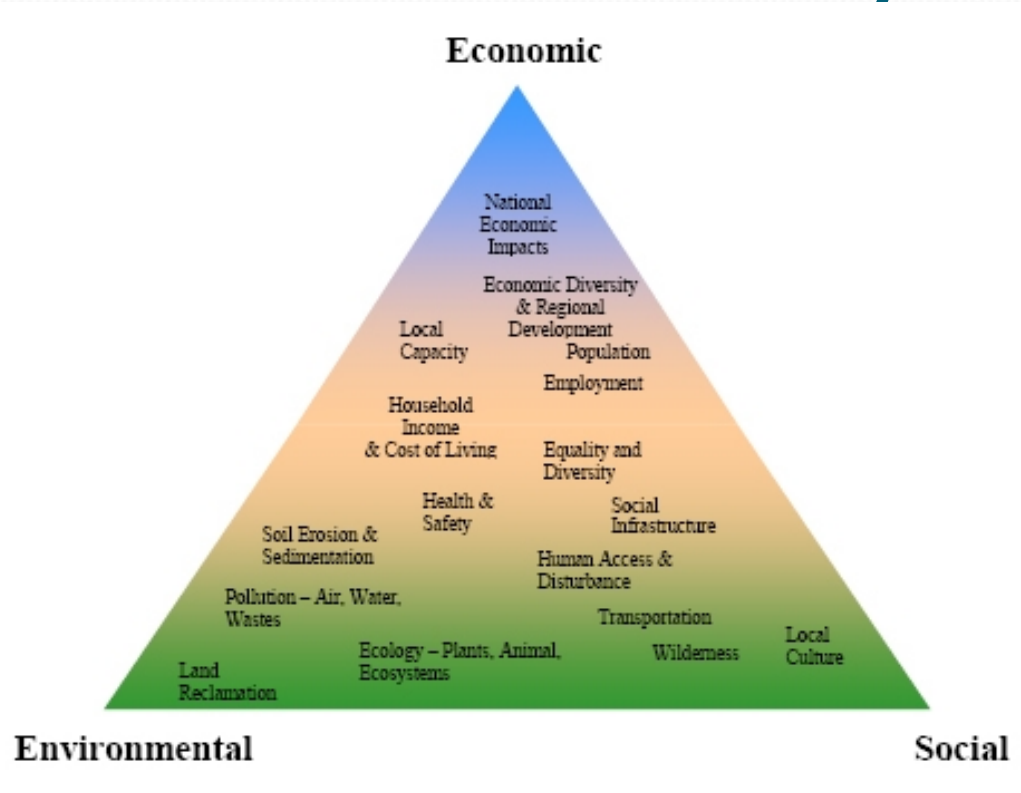 Economic
National
Economic
Impacts
Economic Diversity
& Regional
Development
Local
Capacity
Population
Employment
Household
Income
& Cost of Living
Equality and
Diversity
Health &
Safety
Social
Infrastructure
Soil Erosion &
Sedimentation
Human Access &
Disturbance
Pollution – Air, Water,
Wastes
Transportation
Local
Culture
Ecology – Plants, Animal,
Ecosystems
Wilderness
Land
Reclamation
Environmental
Social